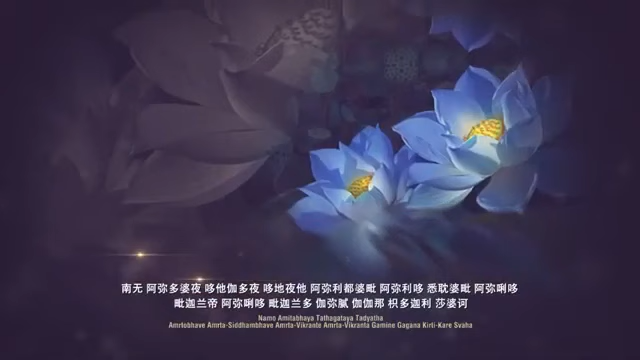 南无 阿弥多婆夜 哆他伽多夜 哆地夜他 阿弥利都婆毗 阿弥利哆 悉耽婆毗 阿弥唎哆
毗迦兰帝 阿弥唎哆 毗迦兰多 伽弥腻 伽伽那 枳多迦利 莎婆诃
Namo Amitabhaya Tathagataya Tadyatha
Amrtobhave Amrta-Siddhambhave Amrta-Vikrante Amrta-Vikranta Gamine Gagana Kirti-Kare Svaha